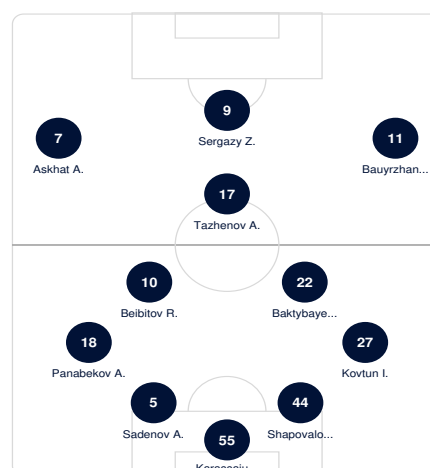 9
Sergazy Z.
7
Askhat A.
11
Bauyrzhan...
17
Tazhenov A.
10
Beibitov R.
22
Baktybaye...
18
Panabekov A.
27
Kovtun I.
5
Sadenov A.
44
Shapovalo...
55